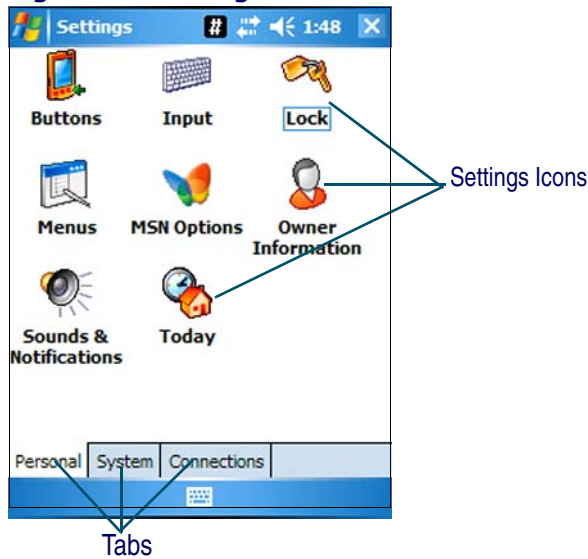 Settings # 1:48
Buttons Input Lock
Settings Icons
Menus MSN Options Owner
Information
Sounds & Today
Notifications
Personal System Connections
Tabs